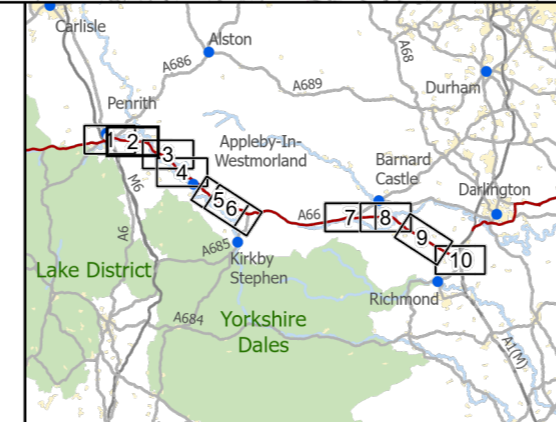 Carlisle
Alston
A686
A68
A689
Durham
Penrith
1
2
3
4
5
6
Appleby-In-
Westmorland
Barnard
Castle
Darlington
M6
A66
7
8
9
10
A6
A685
Kirkby
Stephen
Lake District
Richmond
A684
Yorkshire
Dales
A1(M)